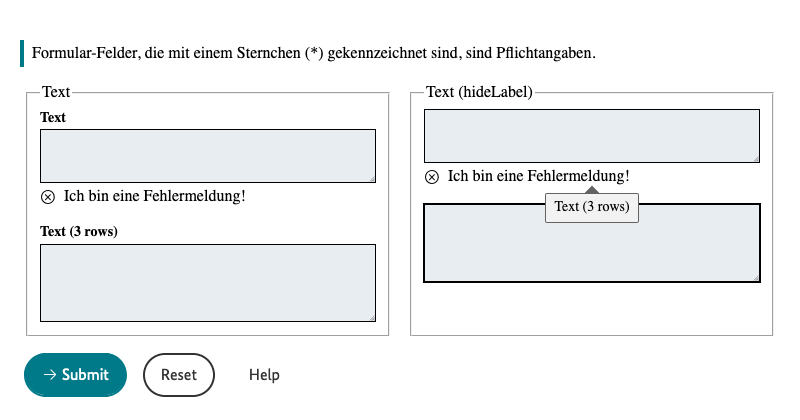 Formular-Felder, die mit einem Sternchen (*) gekennzeichnet sind, sind Pflichtangaben.
Text
Text
Ich bin eine Fehlermeldung!
Text (3 rows)
Text (hideLabel)
Ich bin eine Fehlermeldung!
Text (3 rows)
→ Submit
Reset
Help